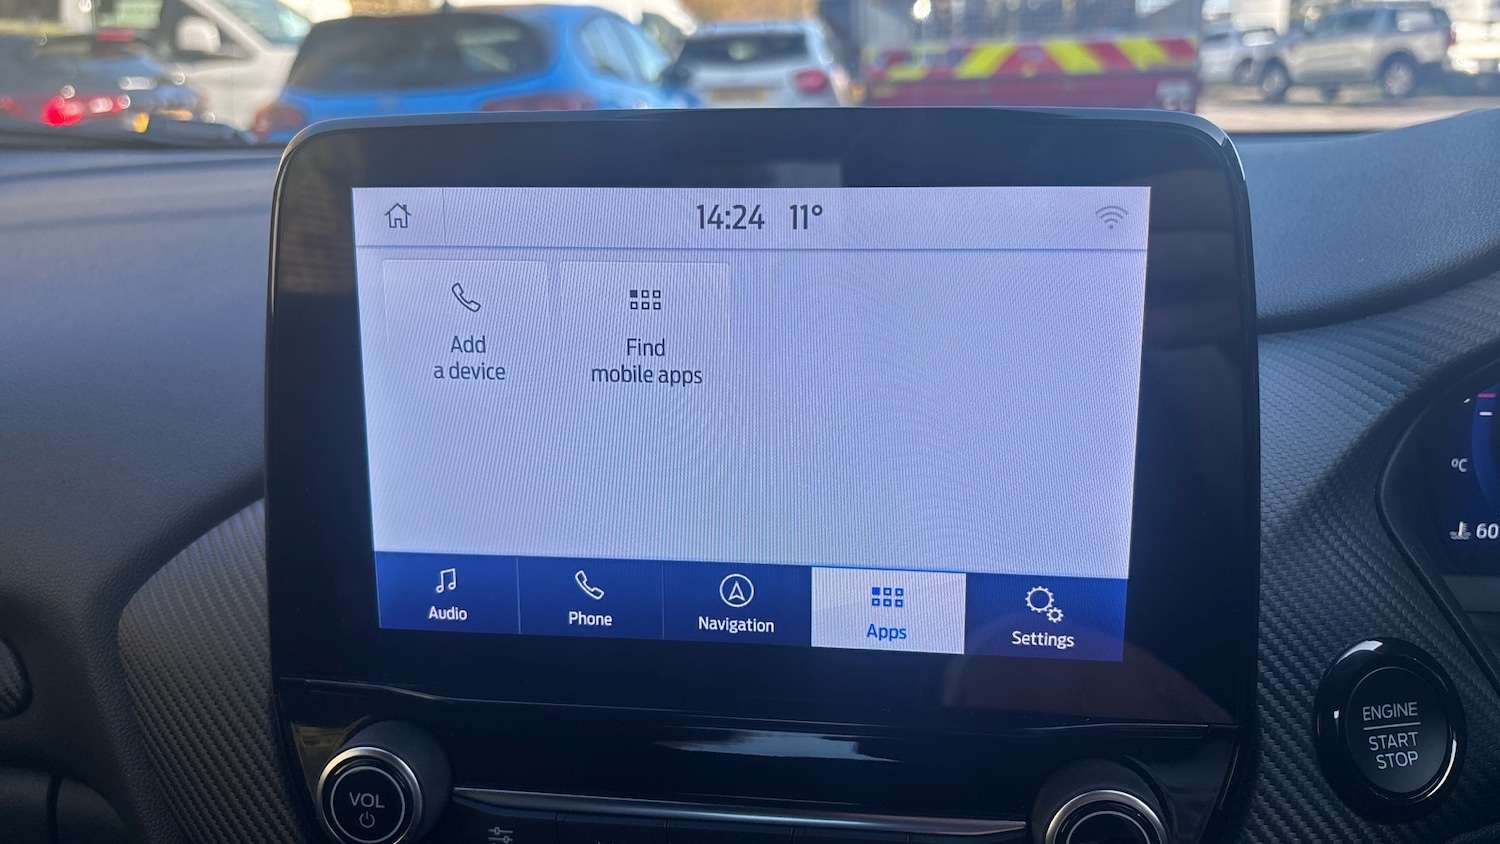 14:24 11°
Add
a device
Find
mobile apps
Audio
Phone
Navigation
Apps
Settings
°C
60
ENGINE
START
STOP
VOL